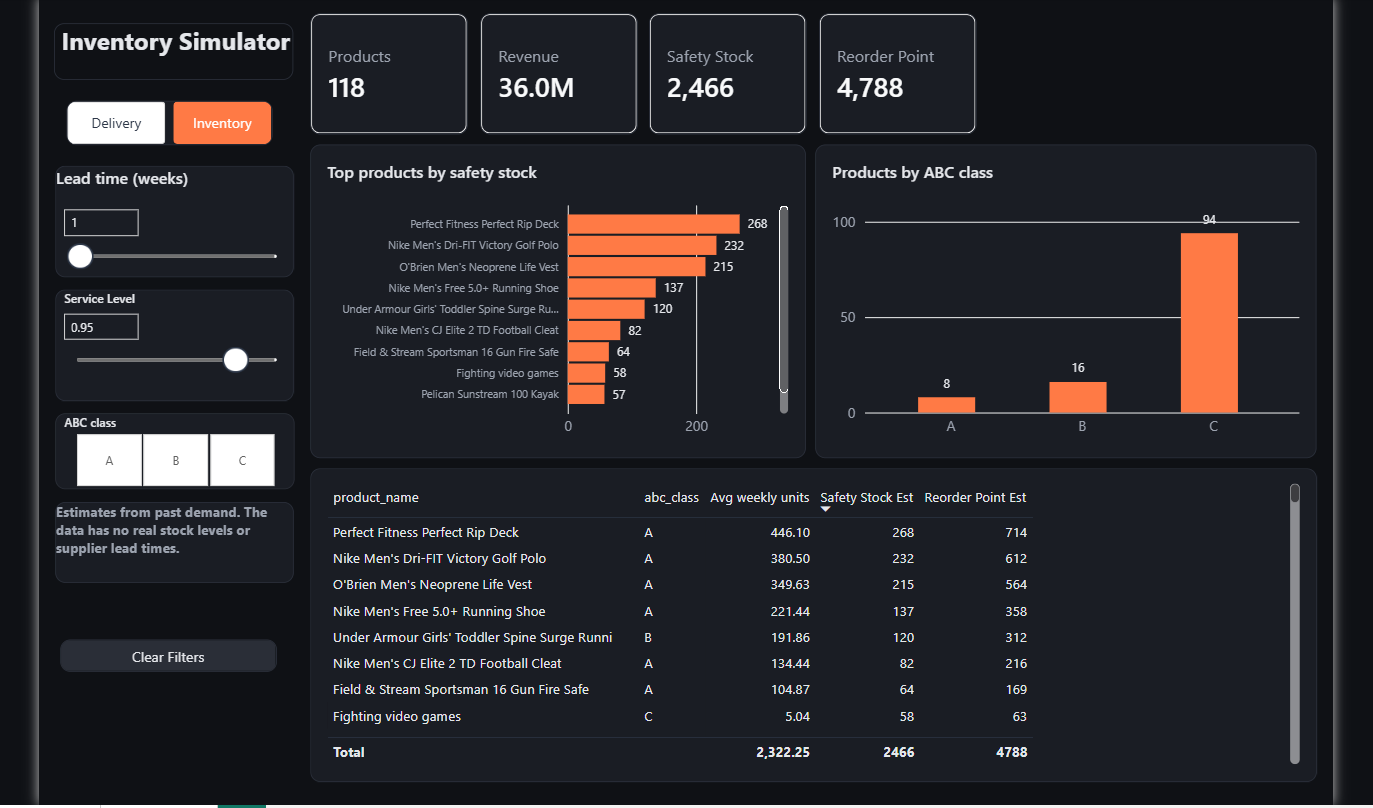 Inventory Simulator
Delivery
Inventory
Lead time (weeks)
1
Service Level
0.95
ABC class
A
B
C
Estimates from past demand. The
data has no real stock levels or
supplier lead times.
Clear Filters
Products
118
Revenue
36.0M
Safety Stock
2,466
Reorder Point
4,788
Top products by safety stock
Perfect Fitness Perfect Rip Deck 268
Nike Men's Dri-FIT Victory Golf Polo 232
O'Brien Men's Neoprene Life Vest 215
Nike Men's Free 5.0+ Running Shoe 137
Under Armour Girls' Toddler Spine Surge Ru... 120
Nike Men's CJ Elite 2 TD Football Cleat 82
Field & Stream Sportsman 16 Gun Fire Safe 64
Fighting video games 58
Pelican Sunstream 100 Kayak 57
0 200
Products by ABC class
100
50
0
8
16
94
A B C
product_name abc_class Avg weekly units Safety Stock Est Reorder Point Est
Perfect Fitness Perfect Rip Deck A 446.10 268 714
Nike Men's Dri-FIT Victory Golf Polo A 380.50 232 612
O'Brien Men's Neoprene Life Vest A 349.63 215 564
Nike Men's Free 5.0+ Running Shoe A 221.44 137 358
Under Armour Girls' Toddler Spine Surge Runni B 191.86 120 312
Nike Men's CJ Elite 2 TD Football Cleat A 134.44 82 216
Field & Stream Sportsman 16 Gun Fire Safe A 104.87 64 169
Fighting video games C 5.04 58 63
Total 2,322.25 2466 4788